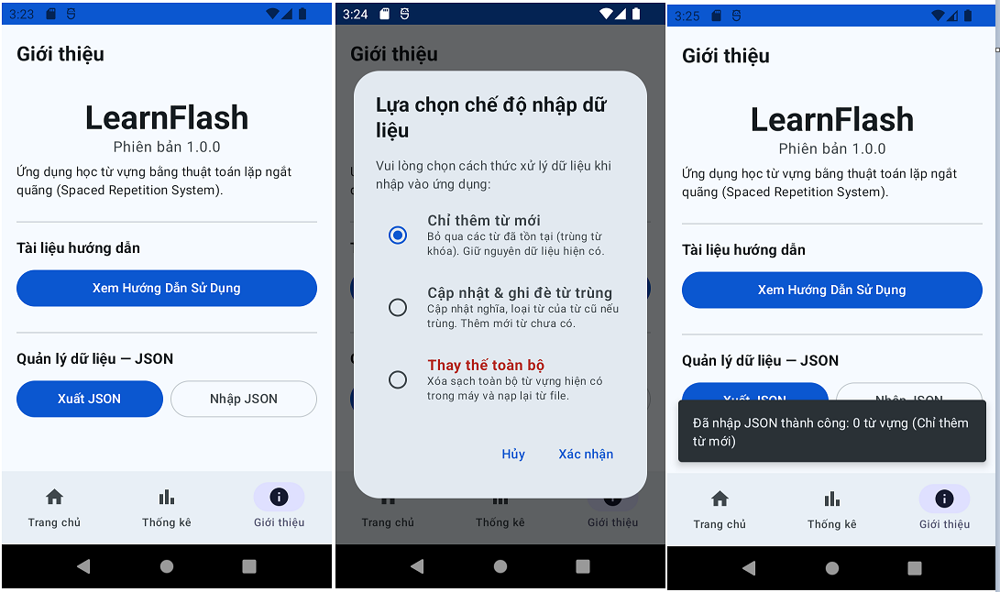 3:23
Giới thiệu
LearnFlash
Phiên bản 1.0.0
Ứng dụng học từ vựng bằng thuật toán lặp ngắt
quãng (Spaced Repetition System).
Tài liệu hướng dẫn
Xem Hướng Dẫn Sử Dụng
Quản lý dữ liệu — JSON
Xuất JSON
Nhập JSON
Trang chủ
Thống kê
Giới thiệu
3:24
Giới thiệu
Lựa chọn chế độ nhập dữ
liệu
Vui lòng chọn cách thức xử lý dữ liệu khi
nhập vào ứng dụng:
Chỉ thêm từ mới
Bỏ qua các từ đã tồn tại (trùng từ
khóa). Giữ nguyên dữ liệu hiện có.
Cập nhật & ghi đè từ trùng
Cập nhật nghĩa, loại từ của từ cũ nếu
trùng. Thêm mới từ chưa có.
Thay thế toàn bộ
Xóa sạch toàn bộ từ vựng hiện có
trong máy và nạp lại từ file.
Hủy
Xác nhận
Trang chủ
Thống kê
Giới thiệu
3:25
Giới thiệu
LearnFlash
Phiên bản 1.0.0
Ứng dụng học từ vựng bằng thuật toán lặp ngắt
quãng (Spaced Repetition System).
Tài liệu hướng dẫn
Xem Hướng Dẫn Sử Dụng
Quản lý dữ liệu — JSON
Xuất JSON
Nhập JSON
Đã nhập JSON thành công: 0 từ vựng (Chỉ thêm
từ mới)
Trang chủ
Thống kê
Giới thiệu